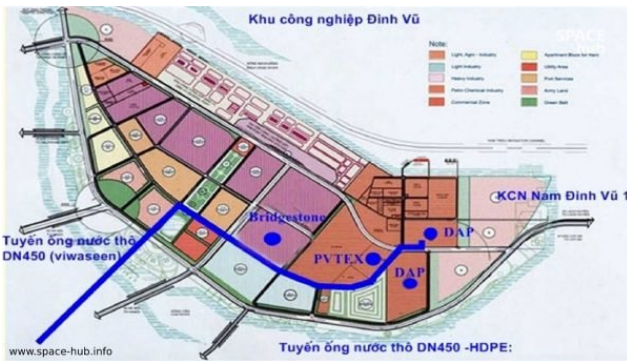 Khu công nghiệp Đình Vũ
SPACE
hub
Note:
Light, Agro - Industry
Light Industry
Heavy Industry
Petro Chemical Industry
Commercial Zone
Apartment Block for Rent
Utility Area
Port Services
Army Land
Green Belt
KCN Nam Đình Vũ 1
Bridgestone
DAP
PVTEX
DAP
Tuyến ống nước thô
DN450 (viwaseen)
Tuyến ống nước thô DN450 -HDPE:
www.space-hub.info